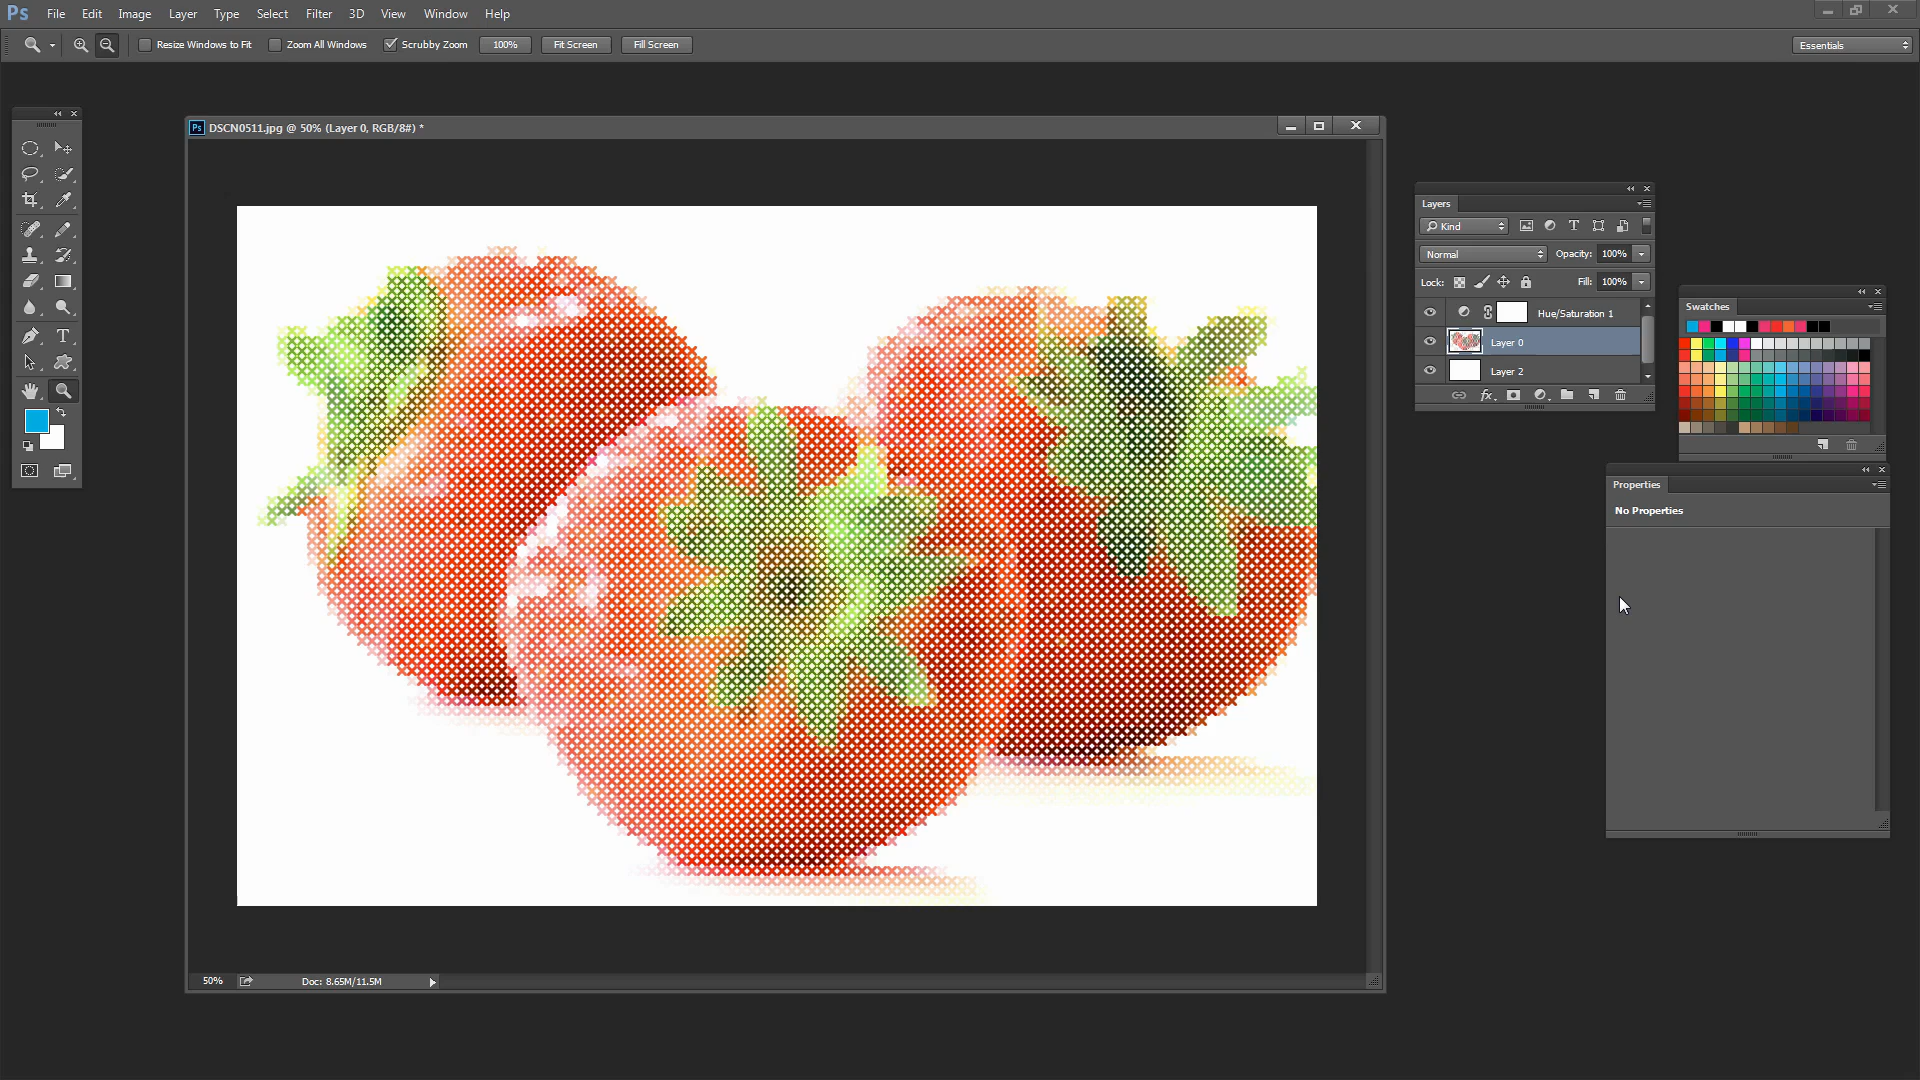 Ps File Edit Image Layer Type Select Filter 3D View Window Help
Resize Windows to Fit Zoom All Windows Scrubby Zoom 100% Fit Screen Fill Screen Essentials
Ps DSCN0511.jpg @ 50% (Layer 0, RGB/8#) *
Layers
Kind
Normal Opacity: 100%
Lock: Fill: 100%
Hue/Saturation 1
Layer 0
Layer 2
fx
Swatches
Properties
No Properties
50% Doc: 8.65M/11.5M